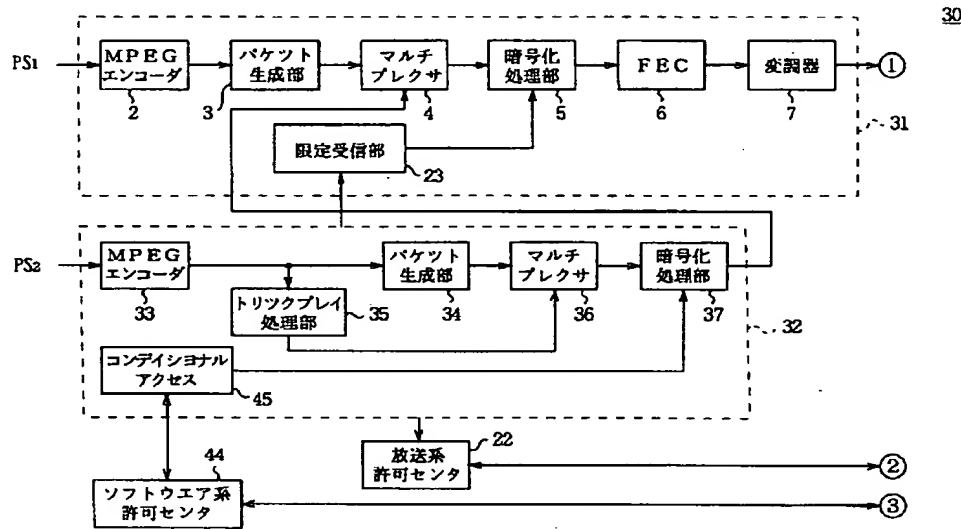 30
PS1
MPEG
エンコーダ
2
パケツト
生成部
3
マルチ
プレクサ
4
暗号化
処理部
5
FEC
6
変調器
7
①
31
限定受信部
23
PS2
MPEG
エンコーダ
33
パケツト
生成部
34
マルチ
プレクサ
36
暗号化
処理部
37
トリツクプレイ
処理部
35
32
コンデイシヨナル
アクセス
45
放送系
許可センタ
22
②
44
ソフトウエア系
許可センタ
③